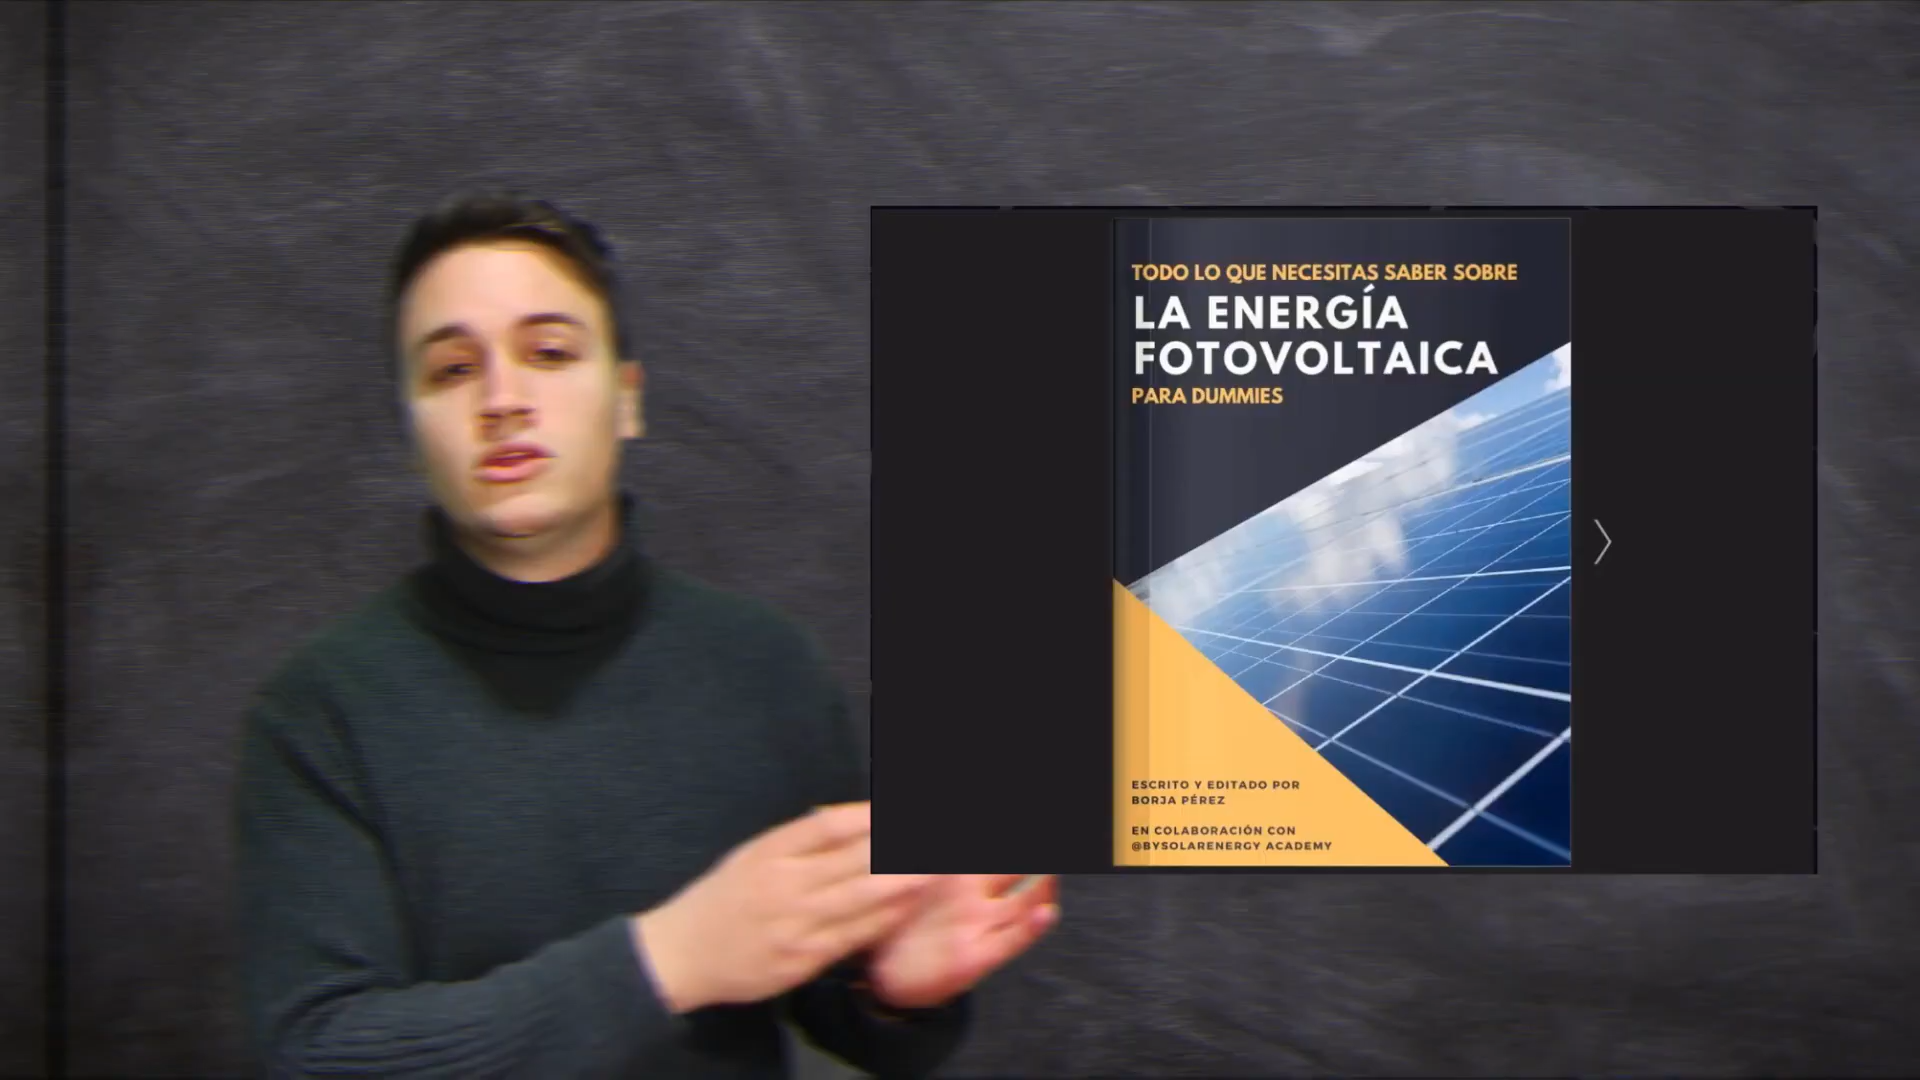 TODO LO QUE NECESITAS SABER SOBRE
LA ENERGÍA
FOTOVOLTAICA
PARA DUMMIES
ESCRITO Y EDITADO POR
BORJA PÉREZ
EN COLABORACIÓN CON
@BYSOLARENERGY ACADEMY